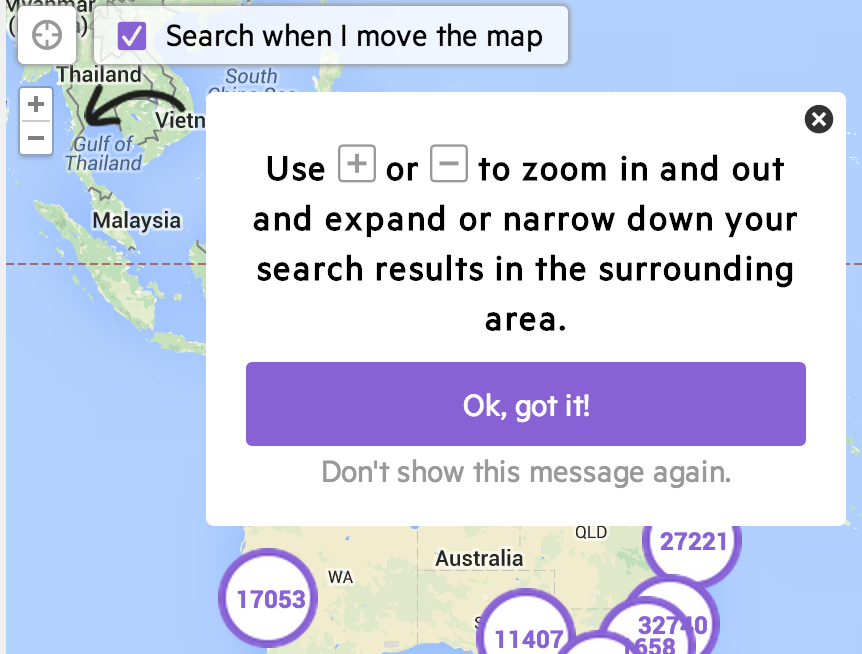 Search when I move the map
Thailand
South
Vietn
Gulf of
Thailand
Malaysia
+
−
Use + or − to zoom in and out
and expand or narrow down your
search results in the surrounding
area.
Ok, got it!
Don't show this message again.
QLD
27221
Australia
WA
17053
32740
11407
1658